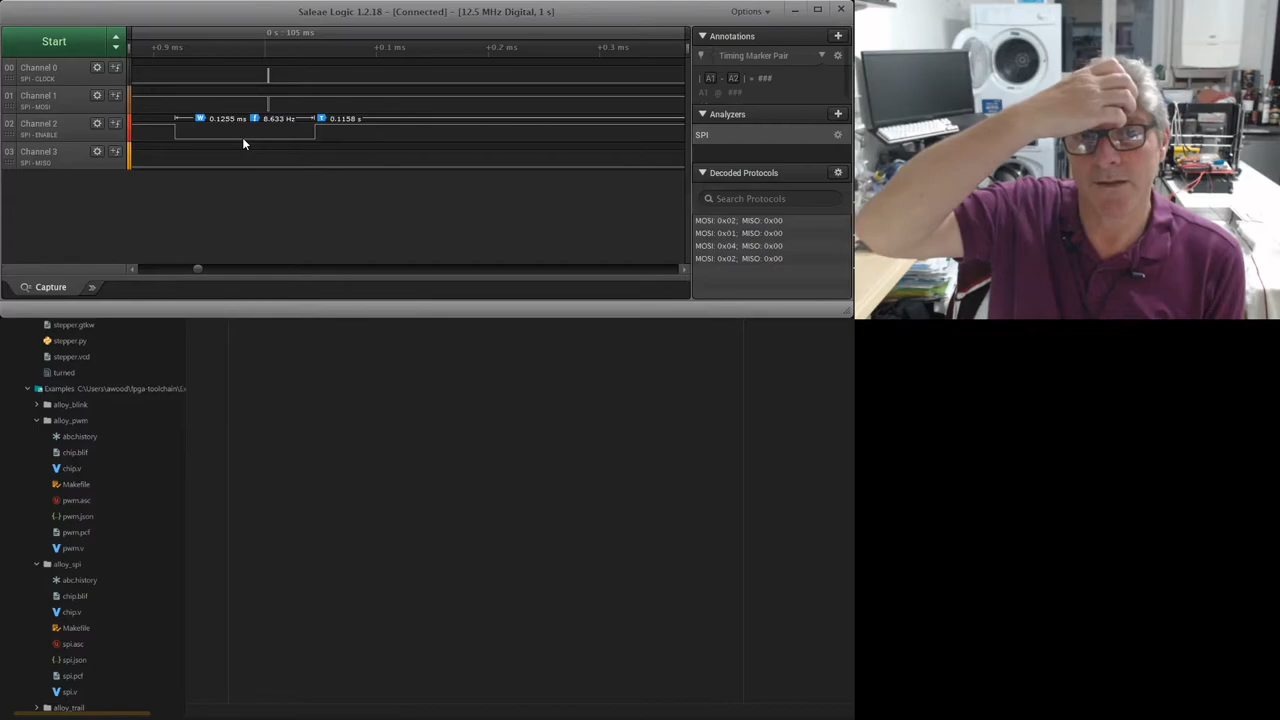 Saleae Logic 1.2.18 - [Connected] - [12.5 MHz Digital, 1 s]
Options
Start
0 s : 105 ms
+0.9 ms
+0.1 ms
+0.2 ms
+0.3 ms
00 Channel 0
SPI - CLOCK
01 Channel 1
SPI - MOSI
02 Channel 2
SPI - ENABLE
03 Channel 3
SPI - MISO
W 0.1255 ms f 8.633 Hz T 0.1158 s
Capture
Annotations
Timing Marker Pair
| A1 - A2 | = ###
A1 @ ###
Analyzers
SPI
Decoded Protocols
Search Protocols
MOSI: 0x02; MISO: 0x00
MOSI: 0x01; MISO: 0x00
MOSI: 0x04; MISO: 0x00
MOSI: 0x02; MISO: 0x00
stepper.gtkw
stepper.py
stepper.vcd
turned
Examples C:\Users\awood\fpga-toolchain\Ex
alloy_blink
alloy_pwm
abc.history
chip.blif
chip.v
Makefile
pwm.asc
pwm.json
pwm.pcf
pwm.v
alloy_spi
abc.history
chip.blif
chip.v
Makefile
spi.asc
spi.json
spi.pcf
spi.v
alloy_trail